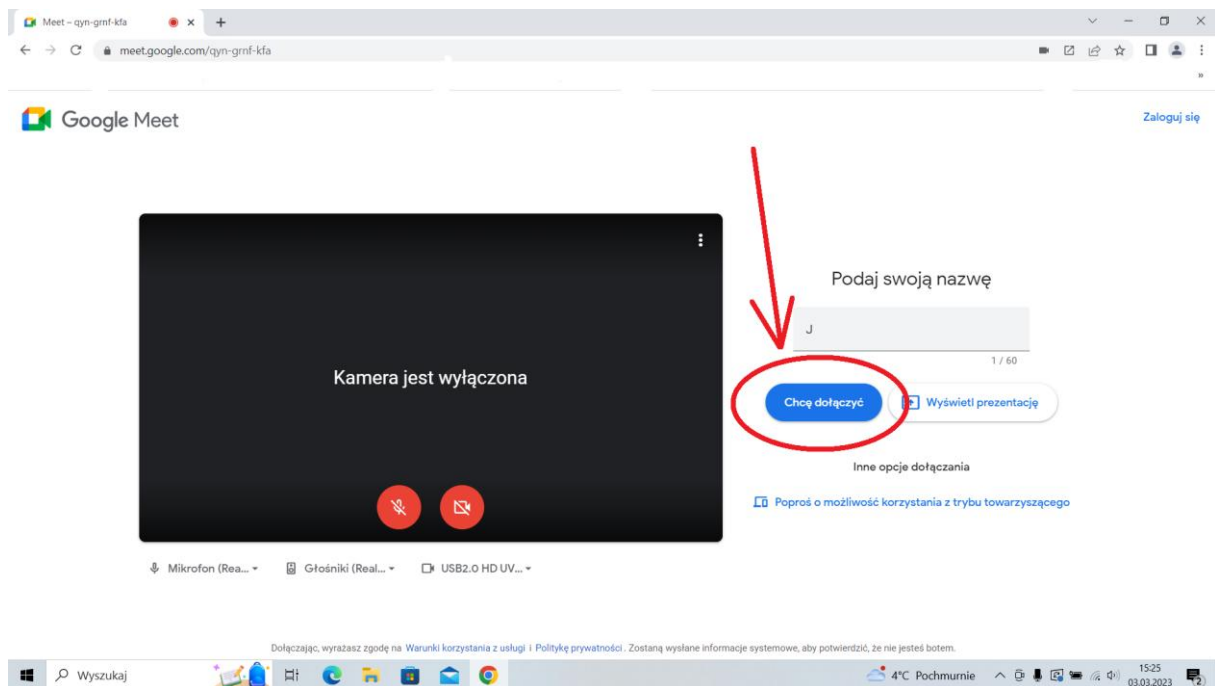 Meet – qyn-grnf-kfa
meet.google.com/qyn-grnf-kfa
Google Meet
Zaloguj się
Kamera jest wyłączona
Podaj swoją nazwę
J
1 / 60
Chcę dołączyć
Wyświetl prezentację
Inne opcje dołączania
Poproś o możliwość korzystania z trybu towarzyszącego
Mikrofon (Rea...
Głośniki (Real...
USB2.0 HD UV...
Dołączając, wyrażasz zgodę na Warunki korzystania z usługi i Politykę prywatności. Zostaną wysłane informacje systemowe, aby potwierdzić, że nie jesteś botem.
Wyszukaj
4°C Pochmurnie
15:25
03.03.2023
2